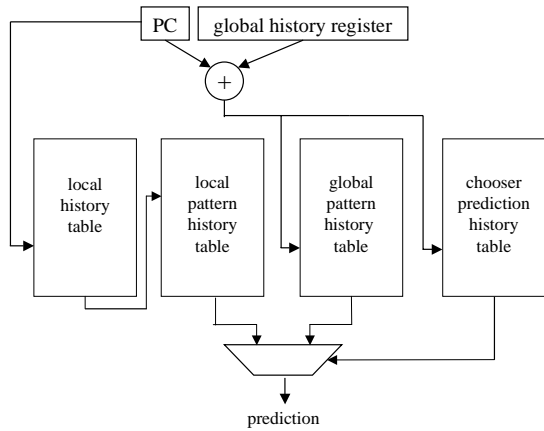 PC
global history register
+
local
history
table
local
pattern
history
table
global
pattern
history
table
chooser
prediction
history
table
prediction